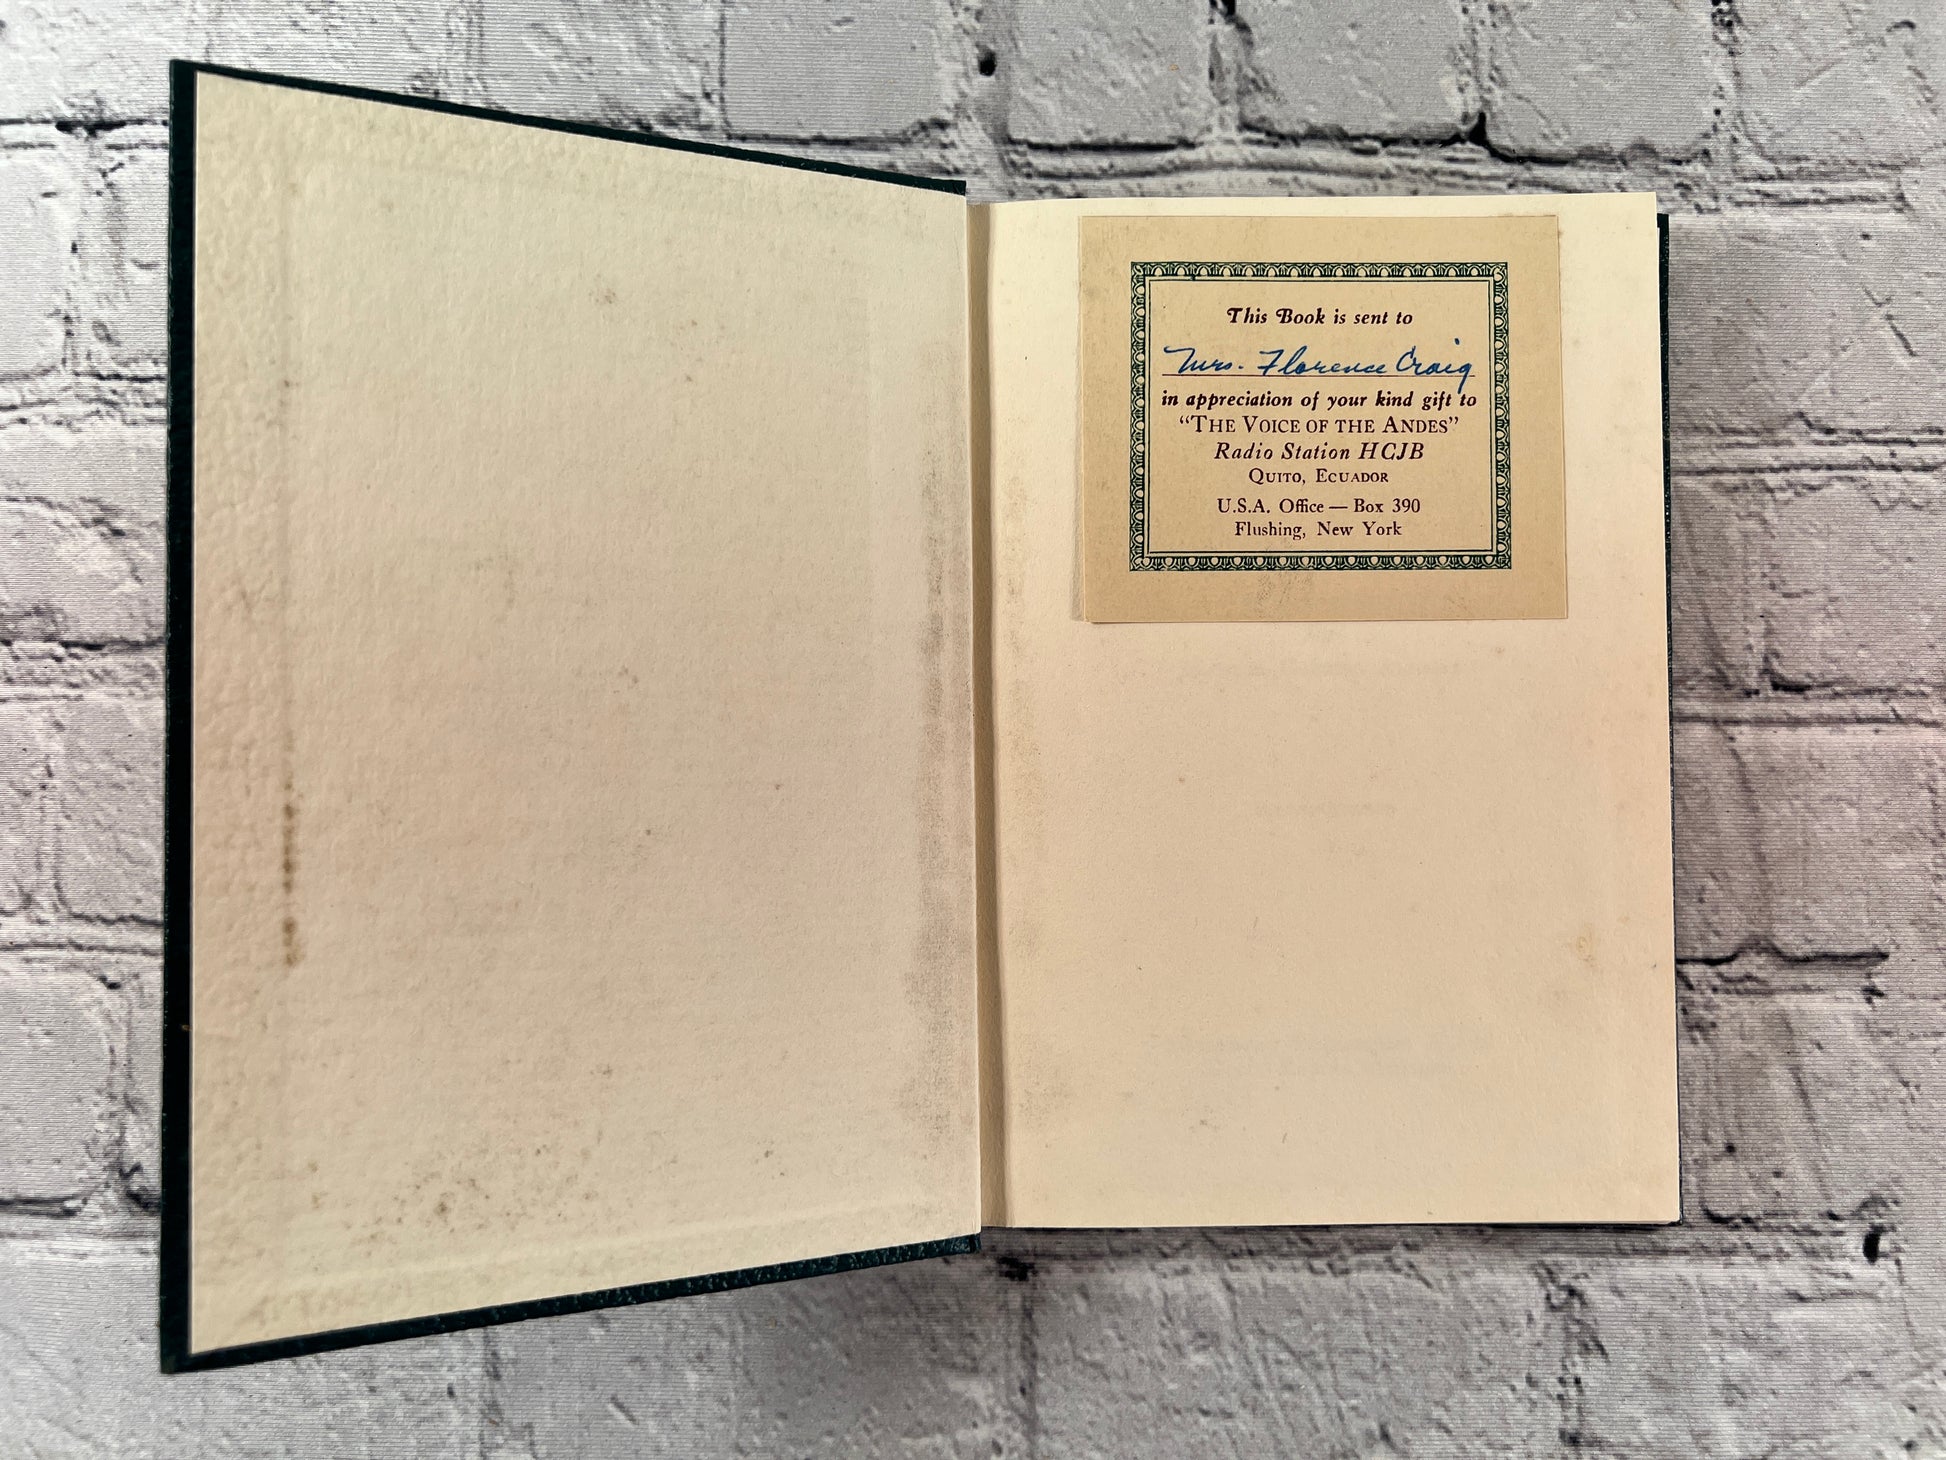 This Book is sent to
Mrs. Florence Craig
in appreciation of your kind gift to
“THE VOICE OF THE ANDES”
Radio Station HCJB
QUITO, ECUADOR
U.S.A. Office — Box 390
Flushing, New York